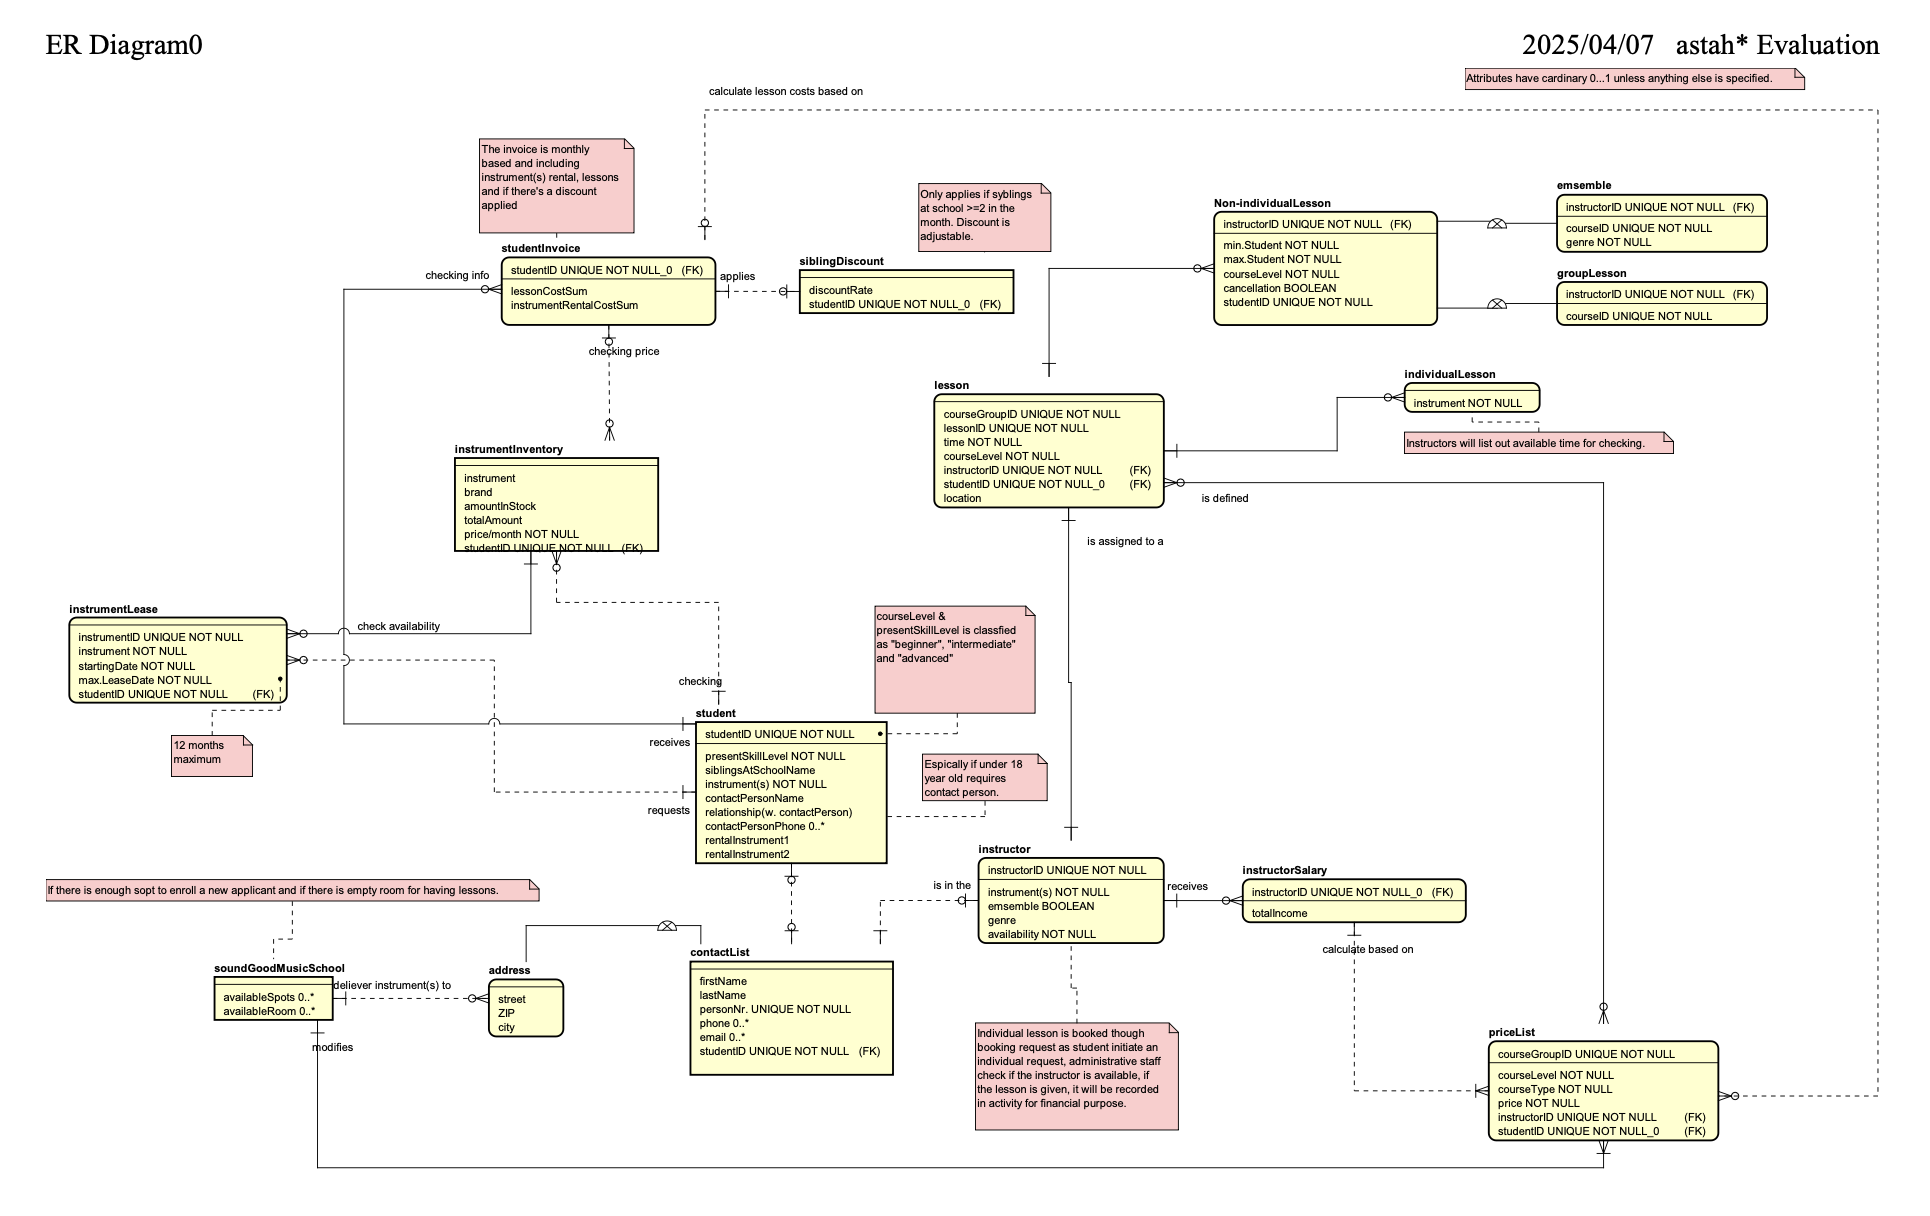 ER Diagram0
2025/04/07 astah* Evaluation
Attributes have cardinary 0...1 unless anything else is specified.
calculate lesson costs based on
The invoice is monthly
based and including
instrument(s) rental, lessons
and if there's a discount
applied
studentInvoice
studentID UNIQUE NOT NULL_0 (FK)
lessonCostSum
instrumentRentalCostSum
checking info
applies
Only applies if syblings
at school >=2 in the
month. Discount is
adjustable.
siblingDiscount
discountRate
studentID UNIQUE NOT NULL_0 (FK)
Non-individualLesson
instructorID UNIQUE NOT NULL (FK)
min.Student NOT NULL
max.Student NOT NULL
courseLevel NOT NULL
cancellation BOOLEAN
studentID UNIQUE NOT NULL
emsemble
instructorID UNIQUE NOT NULL (FK)
courseID UNIQUE NOT NULL
genre NOT NULL
groupLesson
instructorID UNIQUE NOT NULL (FK)
courseID UNIQUE NOT NULL
checking price
lesson
courseGroupID UNIQUE NOT NULL
lessonID UNIQUE NOT NULL
time NOT NULL
courseLevel NOT NULL
instructorID UNIQUE NOT NULL (FK)
studentID UNIQUE NOT NULL_0 (FK)
location
individualLesson
instrument NOT NULL
Instructors will list out available time for checking.
is defined
is assigned to a
instrumentInventory
instrument
brand
amountInStock
totalAmount
price/month NOT NULL
studentID UNIQUE NOT NULL (FK)
instrumentLease
instrumentID UNIQUE NOT NULL
instrument NOT NULL
startingDate NOT NULL
max.LeaseDate NOT NULL
studentID UNIQUE NOT NULL (FK)
check availability
12 months
maximum
courseLevel &
presentSkillLevel is classfied
as "beginner", "intermediate"
and "advanced"
checking
student
studentID UNIQUE NOT NULL
presentSkillLevel NOT NULL
siblingsAtSchoolName
instrument(s) NOT NULL
contactPersonName
relationship(w. contactPerson)
contactPersonPhone 0..*
rentalInstrument1
rentalInstrument2
receives
requests
Espically if under 18
year old requires
contact person.
instructor
instructorID UNIQUE NOT NULL
instrument(s) NOT NULL
emsemble BOOLEAN
genre
availability NOT NULL
is in the
receives
instructorSalary
instructorID UNIQUE NOT NULL_0 (FK)
totalIncome
calculate based on
If there is enough sopt to enroll a new applicant and if there is empty room for having lessons.
soundGoodMusicSchool
availableSpots 0..*
availableRoom 0..*
deliever instrument(s) to
modifies
address
street
ZIP
city
contactList
firstName
lastName
personNr. UNIQUE NOT NULL
phone 0..*
email 0..*
studentID UNIQUE NOT NULL (FK)
Individual lesson is booked though
booking request as student initiate an
individual request, administrative staff
check if the instructor is available, if
the lesson is given, it will be recorded
in activity for financial purpose.
priceList
courseGroupID UNIQUE NOT NULL
courseLevel NOT NULL
courseType NOT NULL
price NOT NULL
instructorID UNIQUE NOT NULL (FK)
studentID UNIQUE NOT NULL_0 (FK)